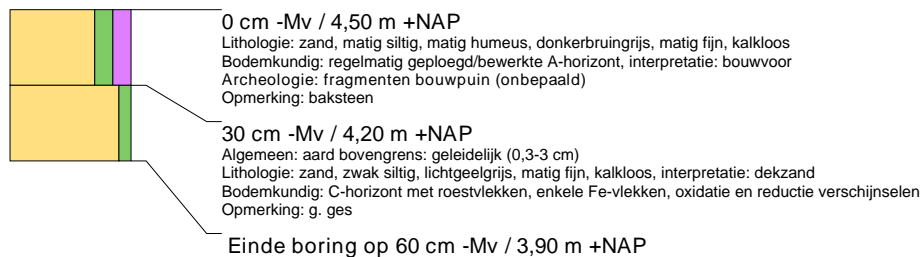 0 cm -Mv / 4,50 m +NAP
Lithologie: zand, matig siltig, matig humeus, donkerbruingrijs, matig fijn, kalkloos
Bodemkundig: regelmatig geploegd/bewerkte A-horizont, interpretatie: bouwvoor
Archeologie: fragmenten bouwpuin (onbepaald)
Opmerking: baksteen
30 cm -Mv / 4,20 m +NAP
Algemeen: aard bovengrens: geleidelijk (0,3-3 cm)
Lithologie: zand, zwak siltig, lichtgeelgrijs, matig fijn, kalkloos, interpretatie: dekzand
Bodemkundig: C-horizont met roestvlekken, enkele Fe-vlekken, oxidatie en reductie verschijnselen
Opmerking: g. ges
Einde boring op 60 cm -Mv / 3,90 m +NAP